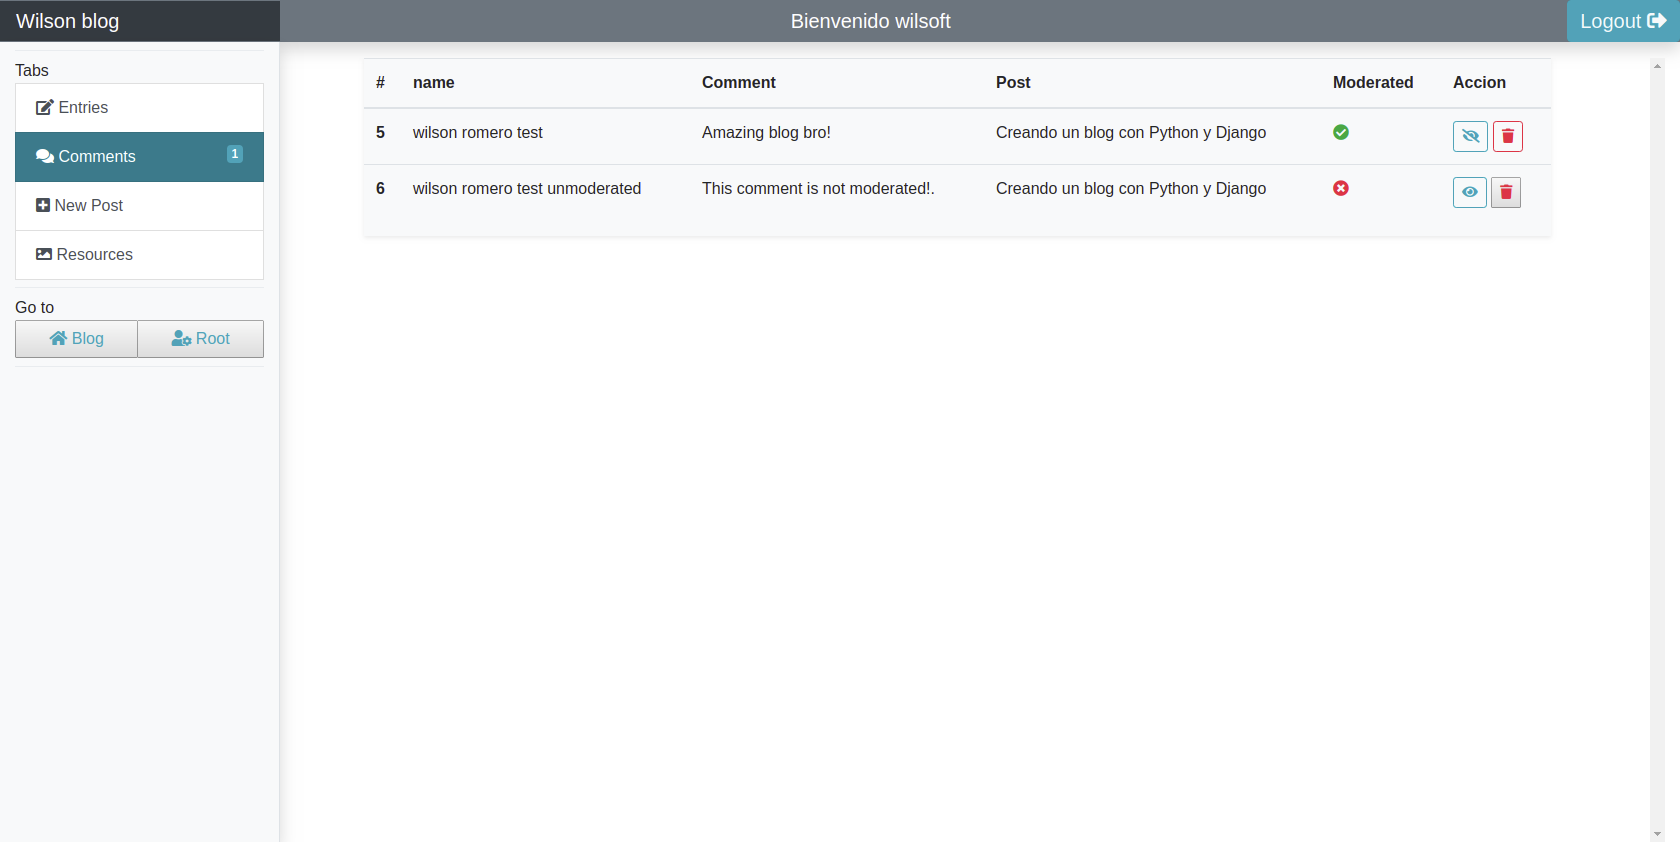 Wilson blog
Bienvenido wilsoft
Logout
Tabs
Entries
Comments 1
New Post
Resources
Go to
Blog Root
# name Comment Post Moderated Accion
5 wilson romero test Amazing blog bro! Creando un blog con Python y Django
6 wilson romero test unmoderated This comment is not moderated!. Creando un blog con Python y Django